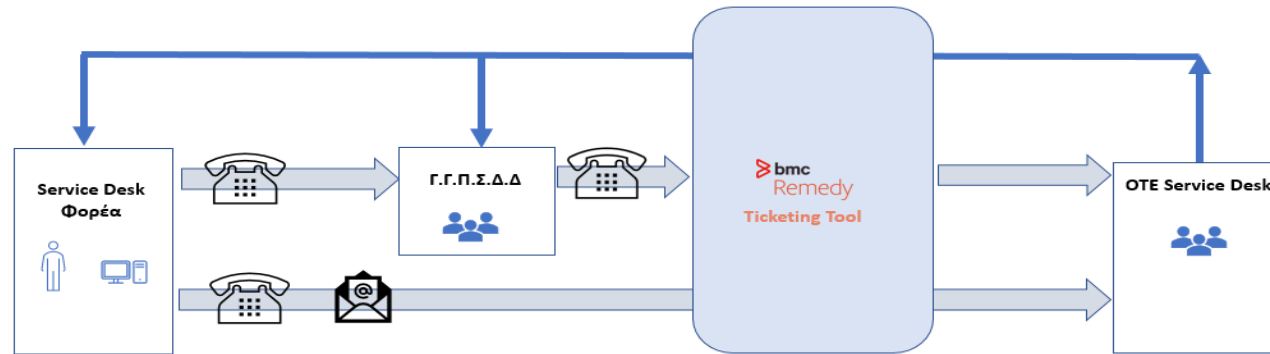 Service Desk
Φορέα
Γ.Γ.Π.Σ.Δ.Δ
bmc
Remedy
Ticketing Tool
OTE Service Desk
@